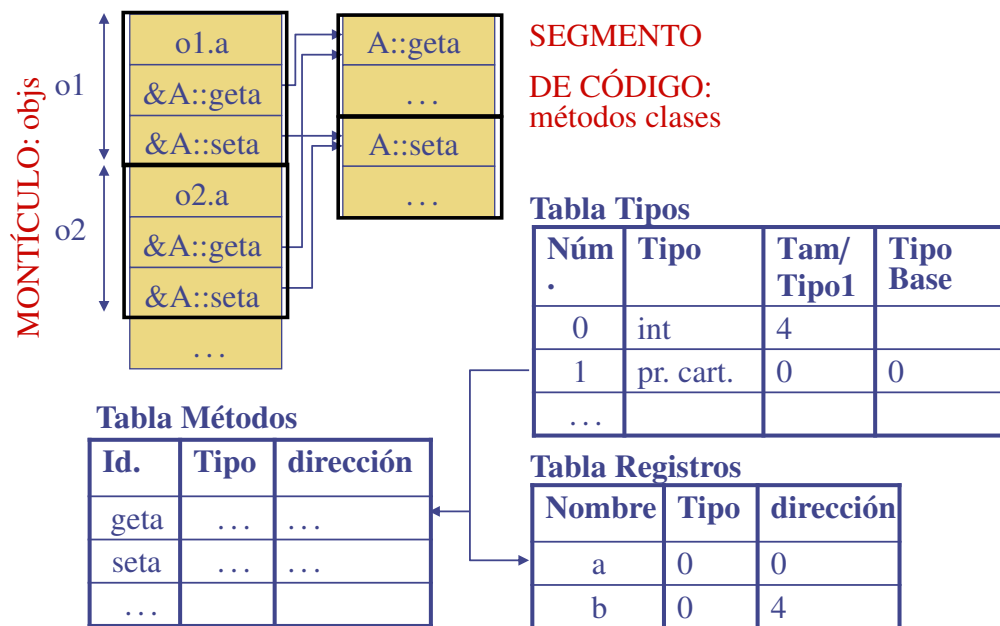 MONTÍCULO: objs
o1
o1.a
&A::geta
&A::seta
o2
o2.a
&A::geta
&A::seta
...
A::geta
...
A::seta
...
SEGMENTO
DE CÓDIGO:
métodos clases
Tabla Tipos
Núm Tipo Tam/ Tipo
. Tipo1 Base
0 int 4
1 pr. cart. 0 0
...
Tabla Métodos
Id. Tipo dirección
geta ... ...
seta ... ...
...
Tabla Registros
Nombre Tipo dirección
a 0 0
b 0 4